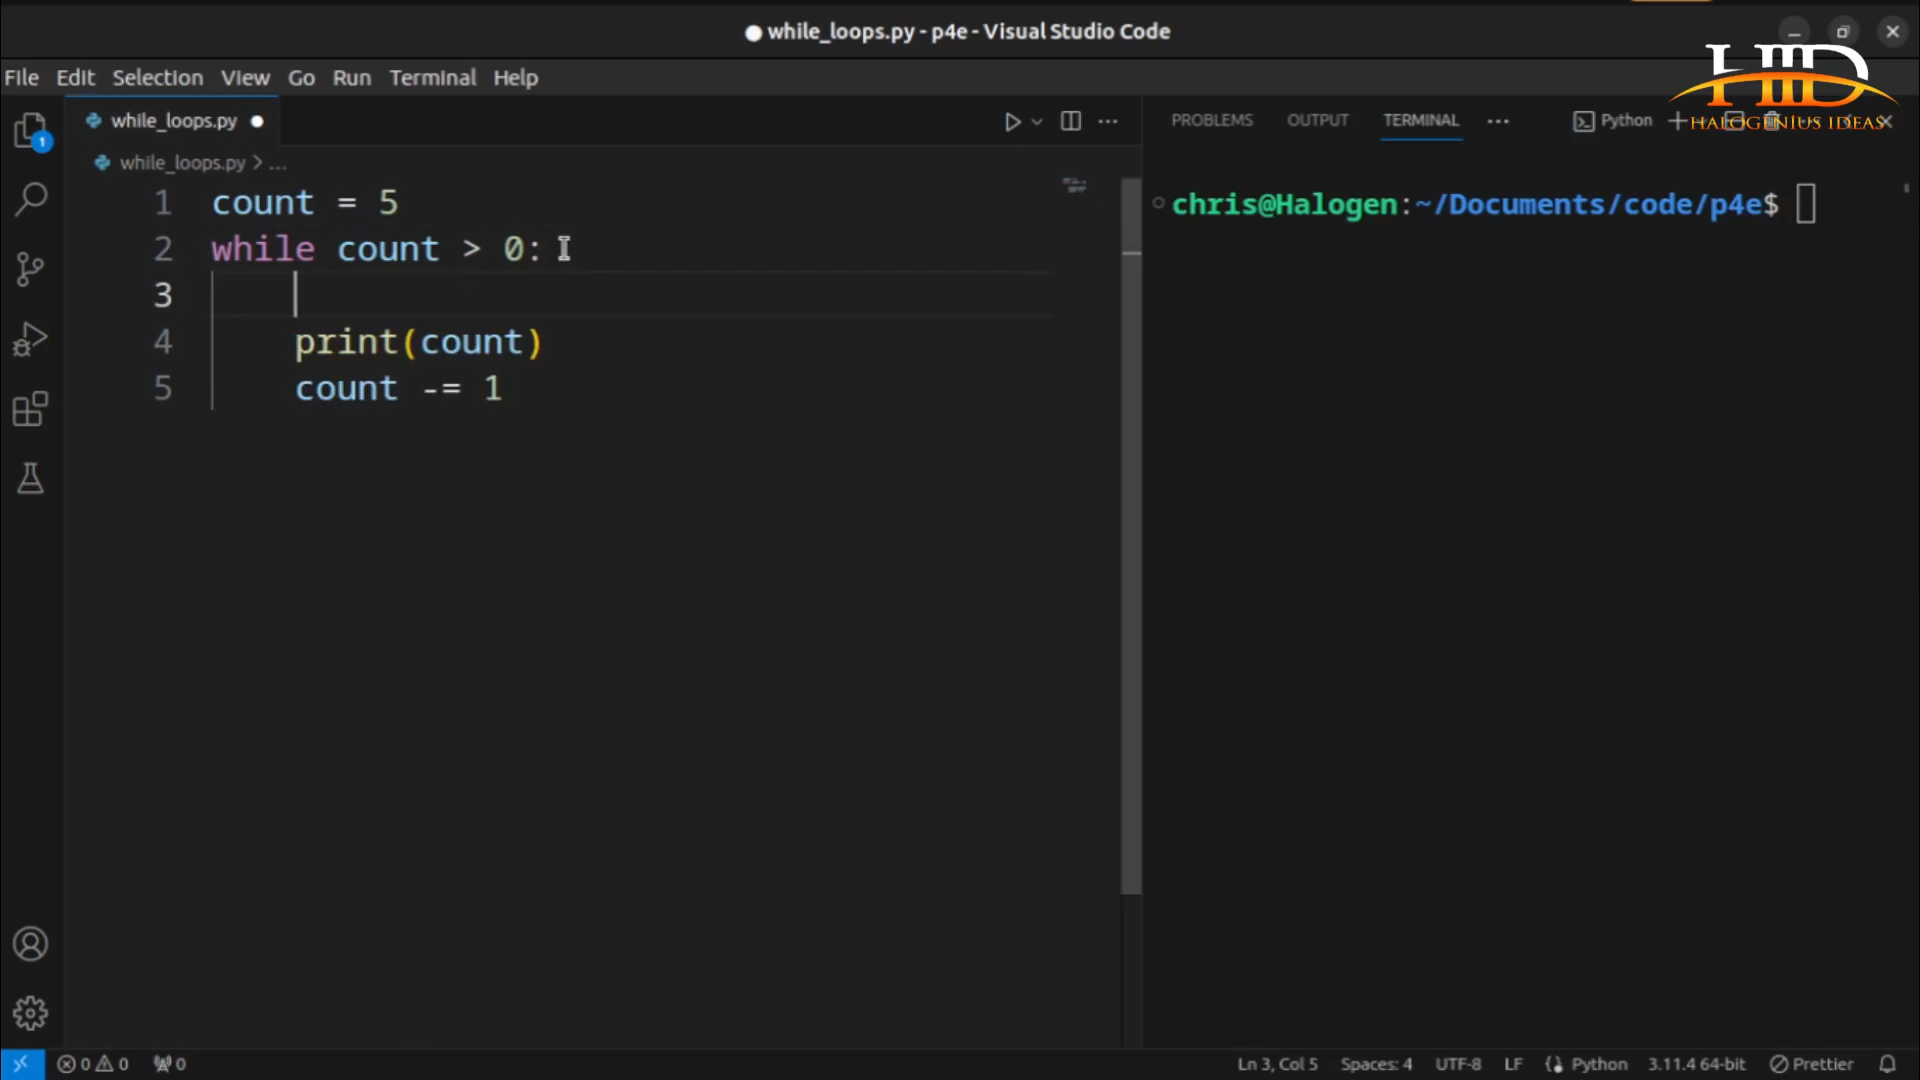 while_loops.py - p4e - Visual Studio Code
File Edit Selection View Go Run Terminal Help
HID
HALOGENIUS IDEAS
while_loops.py
PROBLEMS OUTPUT TERMINAL ... Python
while_loops.py > ...
1 count = 5
2 while count > 0:
3
4 print(count)
5 count -= 1
chris@Halogen:~/Documents/code/p4e$
1
0 0 0
Ln 3, Col 5 Spaces: 4 UTF-8 LF Python 3.11.4 64-bit Prettier